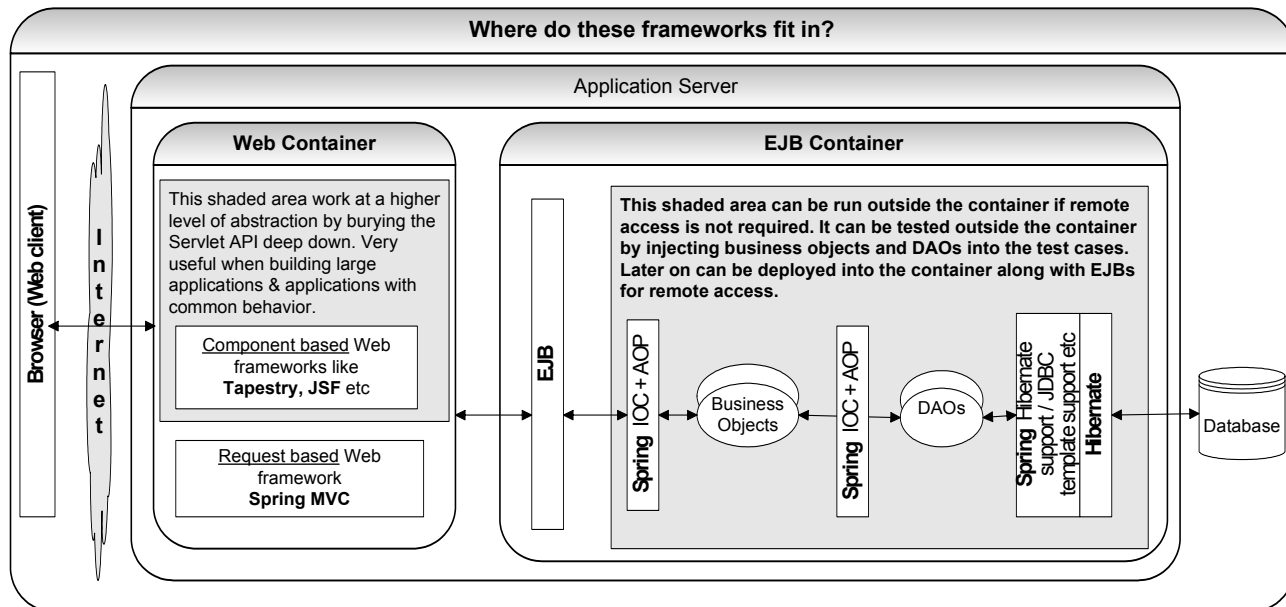 Where do these frameworks fit in?
Application Server
Browser (Web client)
Internet
Web Container
This shaded area work at a higher
level of abstraction by burying the
Servlet API deep down. Very
useful when building large
applications & applications with
common behavior.
Component based Web
frameworks like
Tapestry, JSF etc
Request based Web
framework
Spring MVC
EJB Container
EJB
This shaded area can be run outside the container if remote
access is not required. It can be tested outside the container
by injecting business objects and DAOs into the test cases.
Later on can be deployed into the container along with EJBs
for remote access.
Spring IOC + AOP
Business
Objects
Spring IOC + AOP
DAOs
Spring Hibernate
support / JDBC
template support etc
Hibernate
Database